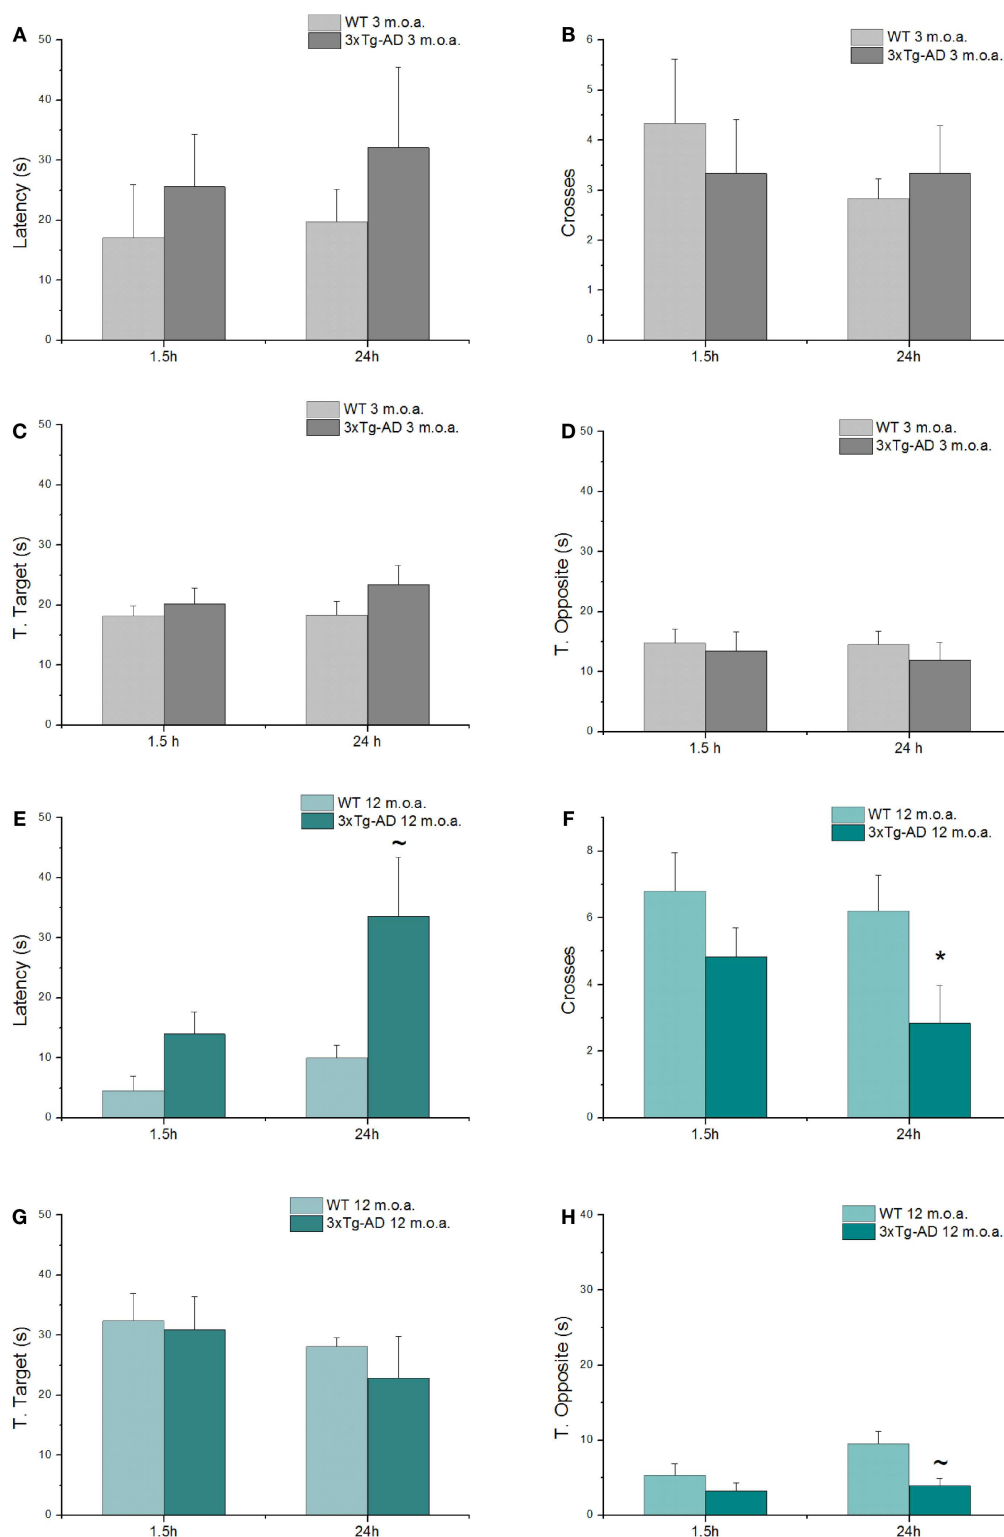 A
WT 3 m.o.a.
3xTg-AD 3 m.o.a.
Latency (s)
50
40
30
20
10
0
1.5h
24h
B
WT 3 m.o.a.
3xTg-AD 3 m.o.a.
Crosses
6
5
4
3
2
1
0
1.5h
24h
C
WT 3 m.o.a.
3xTg-AD 3 m.o.a.
T. Target (s)
50
40
30
20
10
0
1.5 h
24 h
D
WT 3 m.o.a.
3xTg-AD 3 m.o.a.
T. Opposite (s)
50
40
30
20
10
0
1.5 h
24 h
E
WT 12 m.o.a.
3xTg-AD 12 m.o.a.
Latency (s)
50
40
30
20
10
0
~
1.5h
24h
F
WT 12 m.o.a.
3xTg-AD 12 m.o.a.
Crosses
8
6
4
2
0
*
1.5h
24h
G
WT 12 m.o.a.
3xTg-AD 12 m.o.a.
T. Target (s)
50
40
30
20
10
0
1.5h
24h
H
WT 12 m.o.a.
3xTg-AD 12 m.o.a.
T. Opposite (s)
40
30
20
10
0
~
1.5h
24h